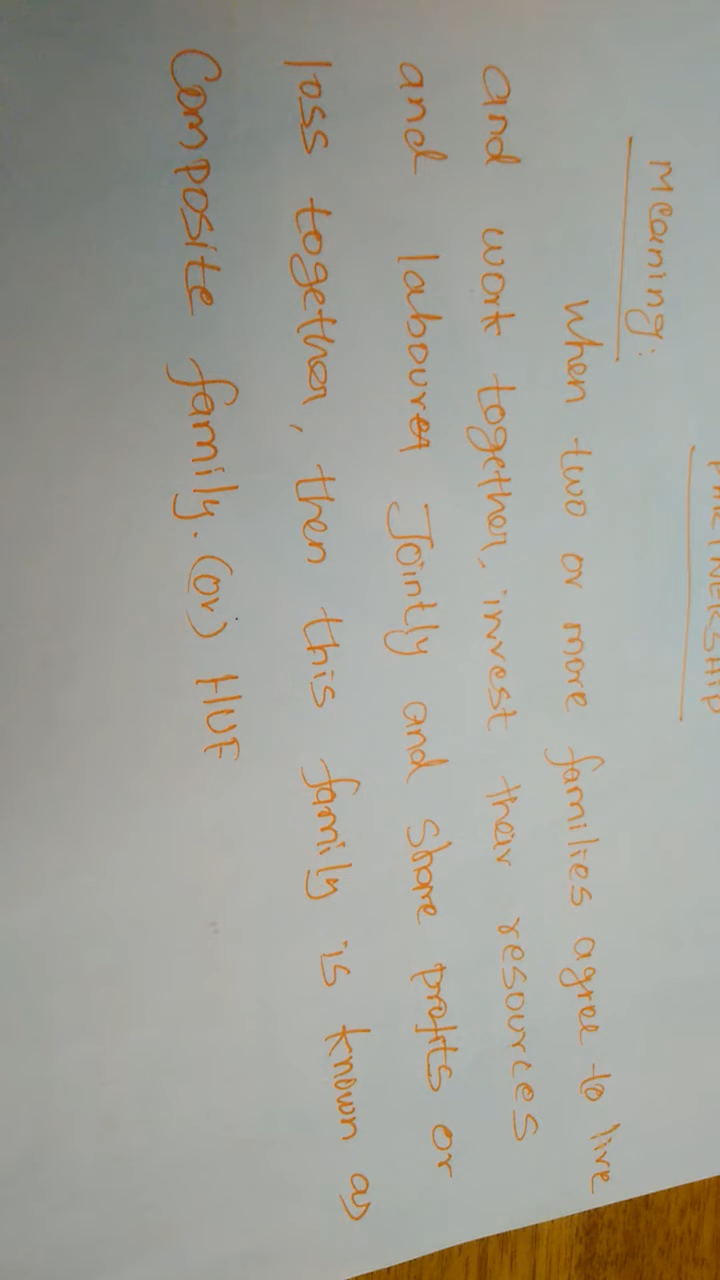 PARTNERSHIP
Meaning:
When two or more families agree to live
and work together, invest their resources
and labourer Jointly and share profits or
loss together, then this family is known as
Composite family. (or) HUF